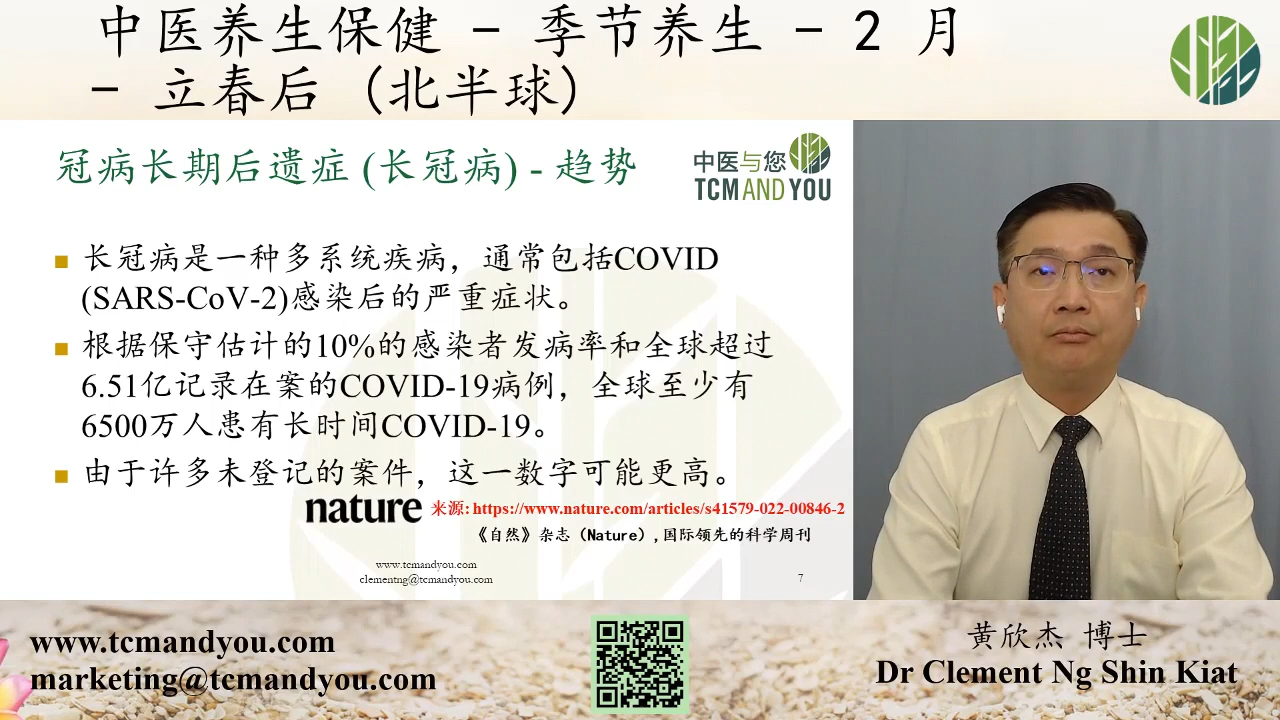 中医养生保健 - 季节养生 - 2 月
- 立春后 (北半球)
冠病长期后遗症 (长冠病) - 趋势
中医与您
TCM AND YOU
■ 长冠病是一种多系统疾病，通常包括COVID
(SARS-CoV-2)感染后的严重症状。
■ 根据保守估计的10%的感染者发病率和全球超过
6.51亿记录在案的COVID-19病例，全球至少有
6500万人患有长时间COVID-19。
■ 由于许多未登记的案件，这一数字可能更高。
nature 来源: https://www.nature.com/articles/s41579-022-00846-2
《自然》杂志（Nature）,国际领先的科学周刊
www.tcmandyou.com
clementng@tcmandyou.com
7
www.tcmandyou.com
marketing@tcmandyou.com
黄欣杰 博士
Dr Clement Ng Shin Kiat